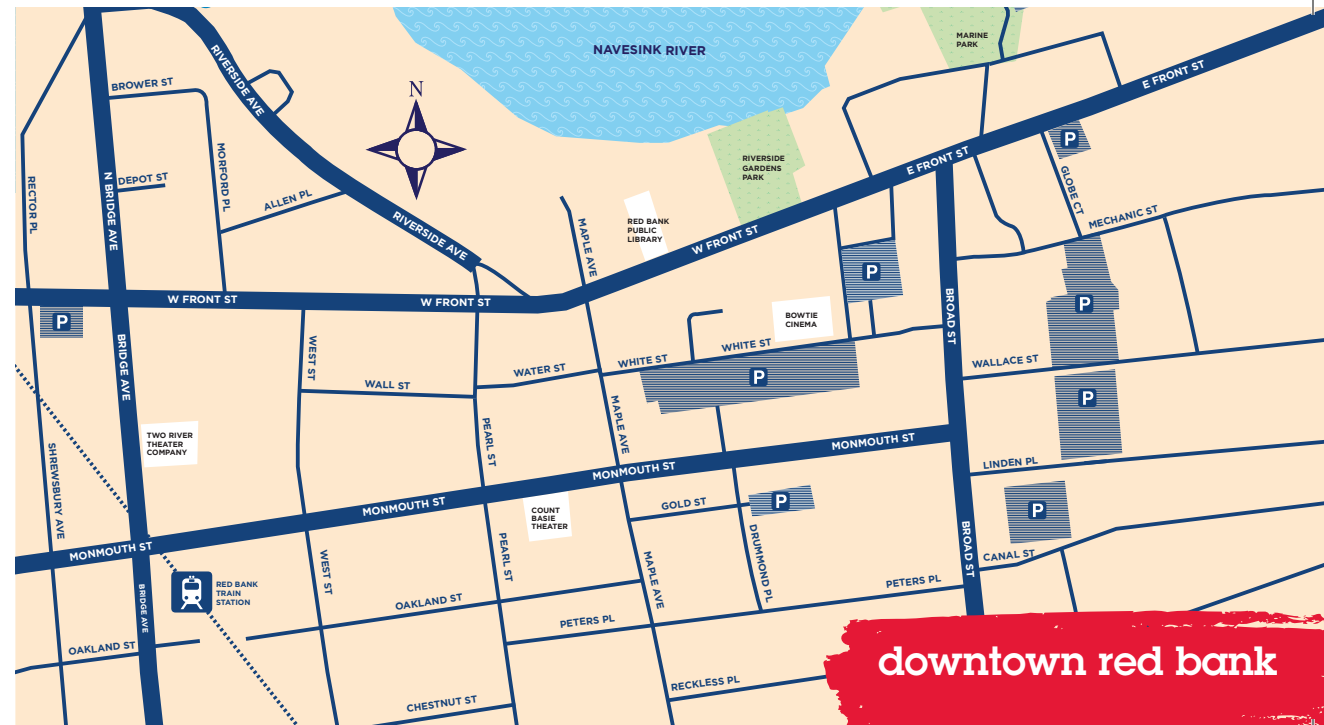 NAVESINK RIVER
MARINE
PARK
E FRONT ST
RIVERSIDE AVE
N
BROWER ST
P
E FRONT ST
RIVERSIDE
GARDENS
PARK
MORFORD PL
N BRIDGE AVE
DEPOT ST
RECTOR PL
ALLEN PL
GLOBE CT
MECHANIC ST
RIVERSIDE AVE
MAPLE AVE
RED BANK
PUBLIC
LIBRARY
W FRONT ST
P
W FRONT ST
W FRONT ST
P
BROAD ST
P
BOWTIE
CINEMA
BRIDGE AVE
WEST ST
WHITE ST
WHITE ST
WATER ST
WALL ST
P
WALLACE ST
P
MAPLE AVE
PEARL ST
TWO RIVER
THEATER
COMPANY
MONMOUTH ST
SHREWSBURY AVE
MONMOUTH ST
LINDEN PL
MONMOUTH ST
GOLD ST
P
P
COUNT
BASIE
THEATER
BROAD ST
DRUMMOND PL
MONMOUTH ST
CANAL ST
WEST ST
PEARL ST
MAPLE AVE
RED BANK
TRAIN
STATION
BRIDGE AVE
PETERS PL
OAKLAND ST
PETERS PL
OAKLAND ST
downtown red bank
RECKLESS PL
CHESTNUT ST